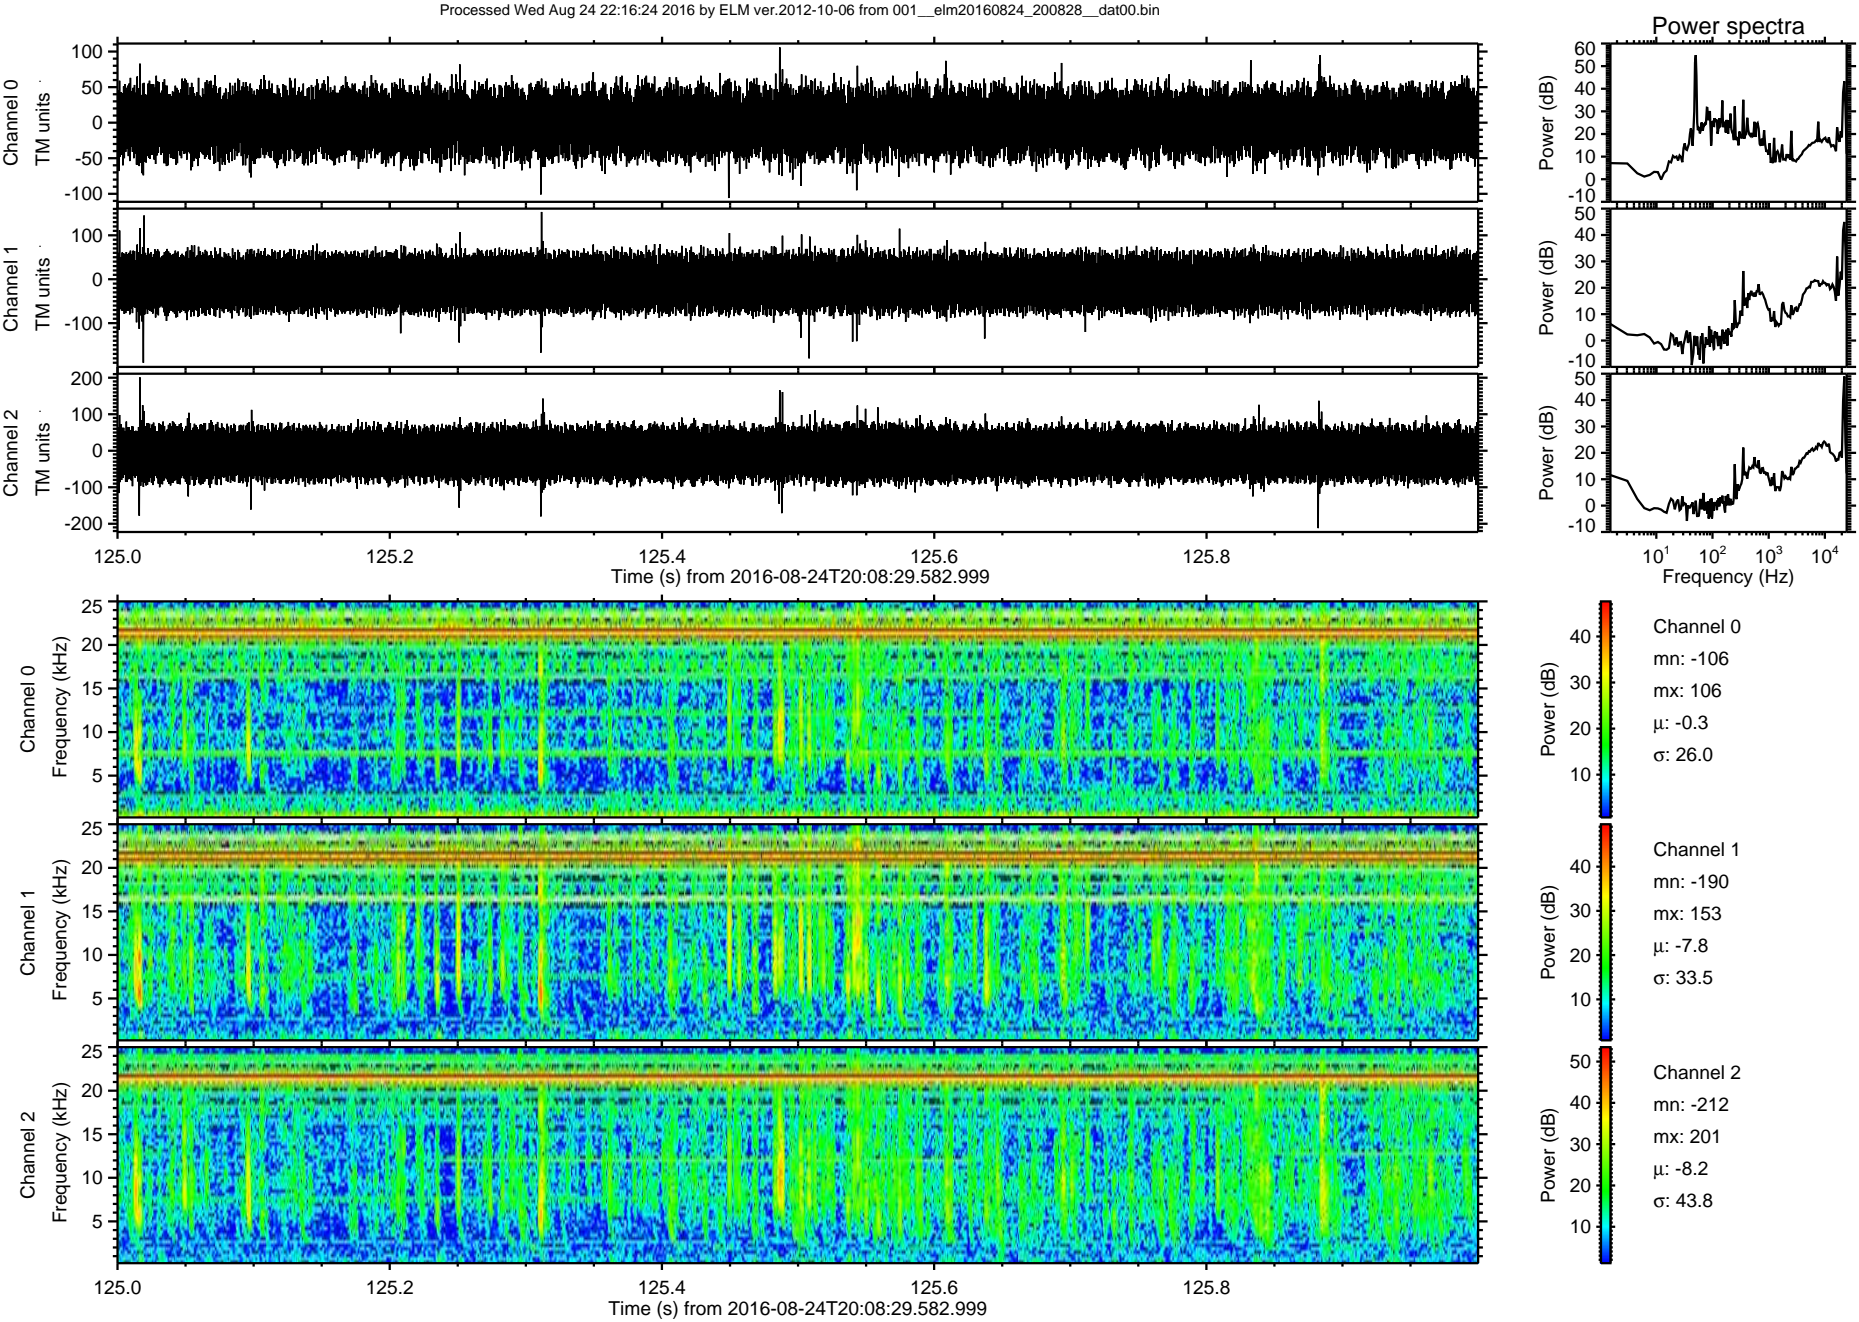 Processed Wed Aug 24 22:16:24 2016 by ELM ver.2012-10-06 from 001__elm20160824_200828__dat00.bin
Power spectra
Channel 0
TM units
100
50
0
-50
-100
Power (dB)
60
50
40
30
20
10
0
-10
Channel 1
TM units
100
0
-100
Power (dB)
50
40
30
20
10
0
-10
Channel 2
TM units
200
100
0
-100
-200
Power (dB)
50
40
30
20
10
0
-10
125.0 125.2 125.4 125.6 125.8
Time (s) from 2016-08-24T20:08:29.582.999
10¹ 10² 10³ 10⁴
Frequency (Hz)
Channel 0
Frequency (kHz)
25
20
15
10
5
Power (dB)
40
30
20
10
Channel 0
mn: -106
mx: 106
μ: -0.3
σ: 26.0
Channel 1
Frequency (kHz)
25
20
15
10
5
Power (dB)
40
30
20
10
Channel 1
mn: -190
mx: 153
μ: -7.8
σ: 33.5
Channel 2
Frequency (kHz)
25
20
15
10
5
Power (dB)
50
40
30
20
10
Channel 2
mn: -212
mx: 201
μ: -8.2
σ: 43.8
125.0 125.2 125.4 125.6 125.8
Time (s) from 2016-08-24T20:08:29.582.999